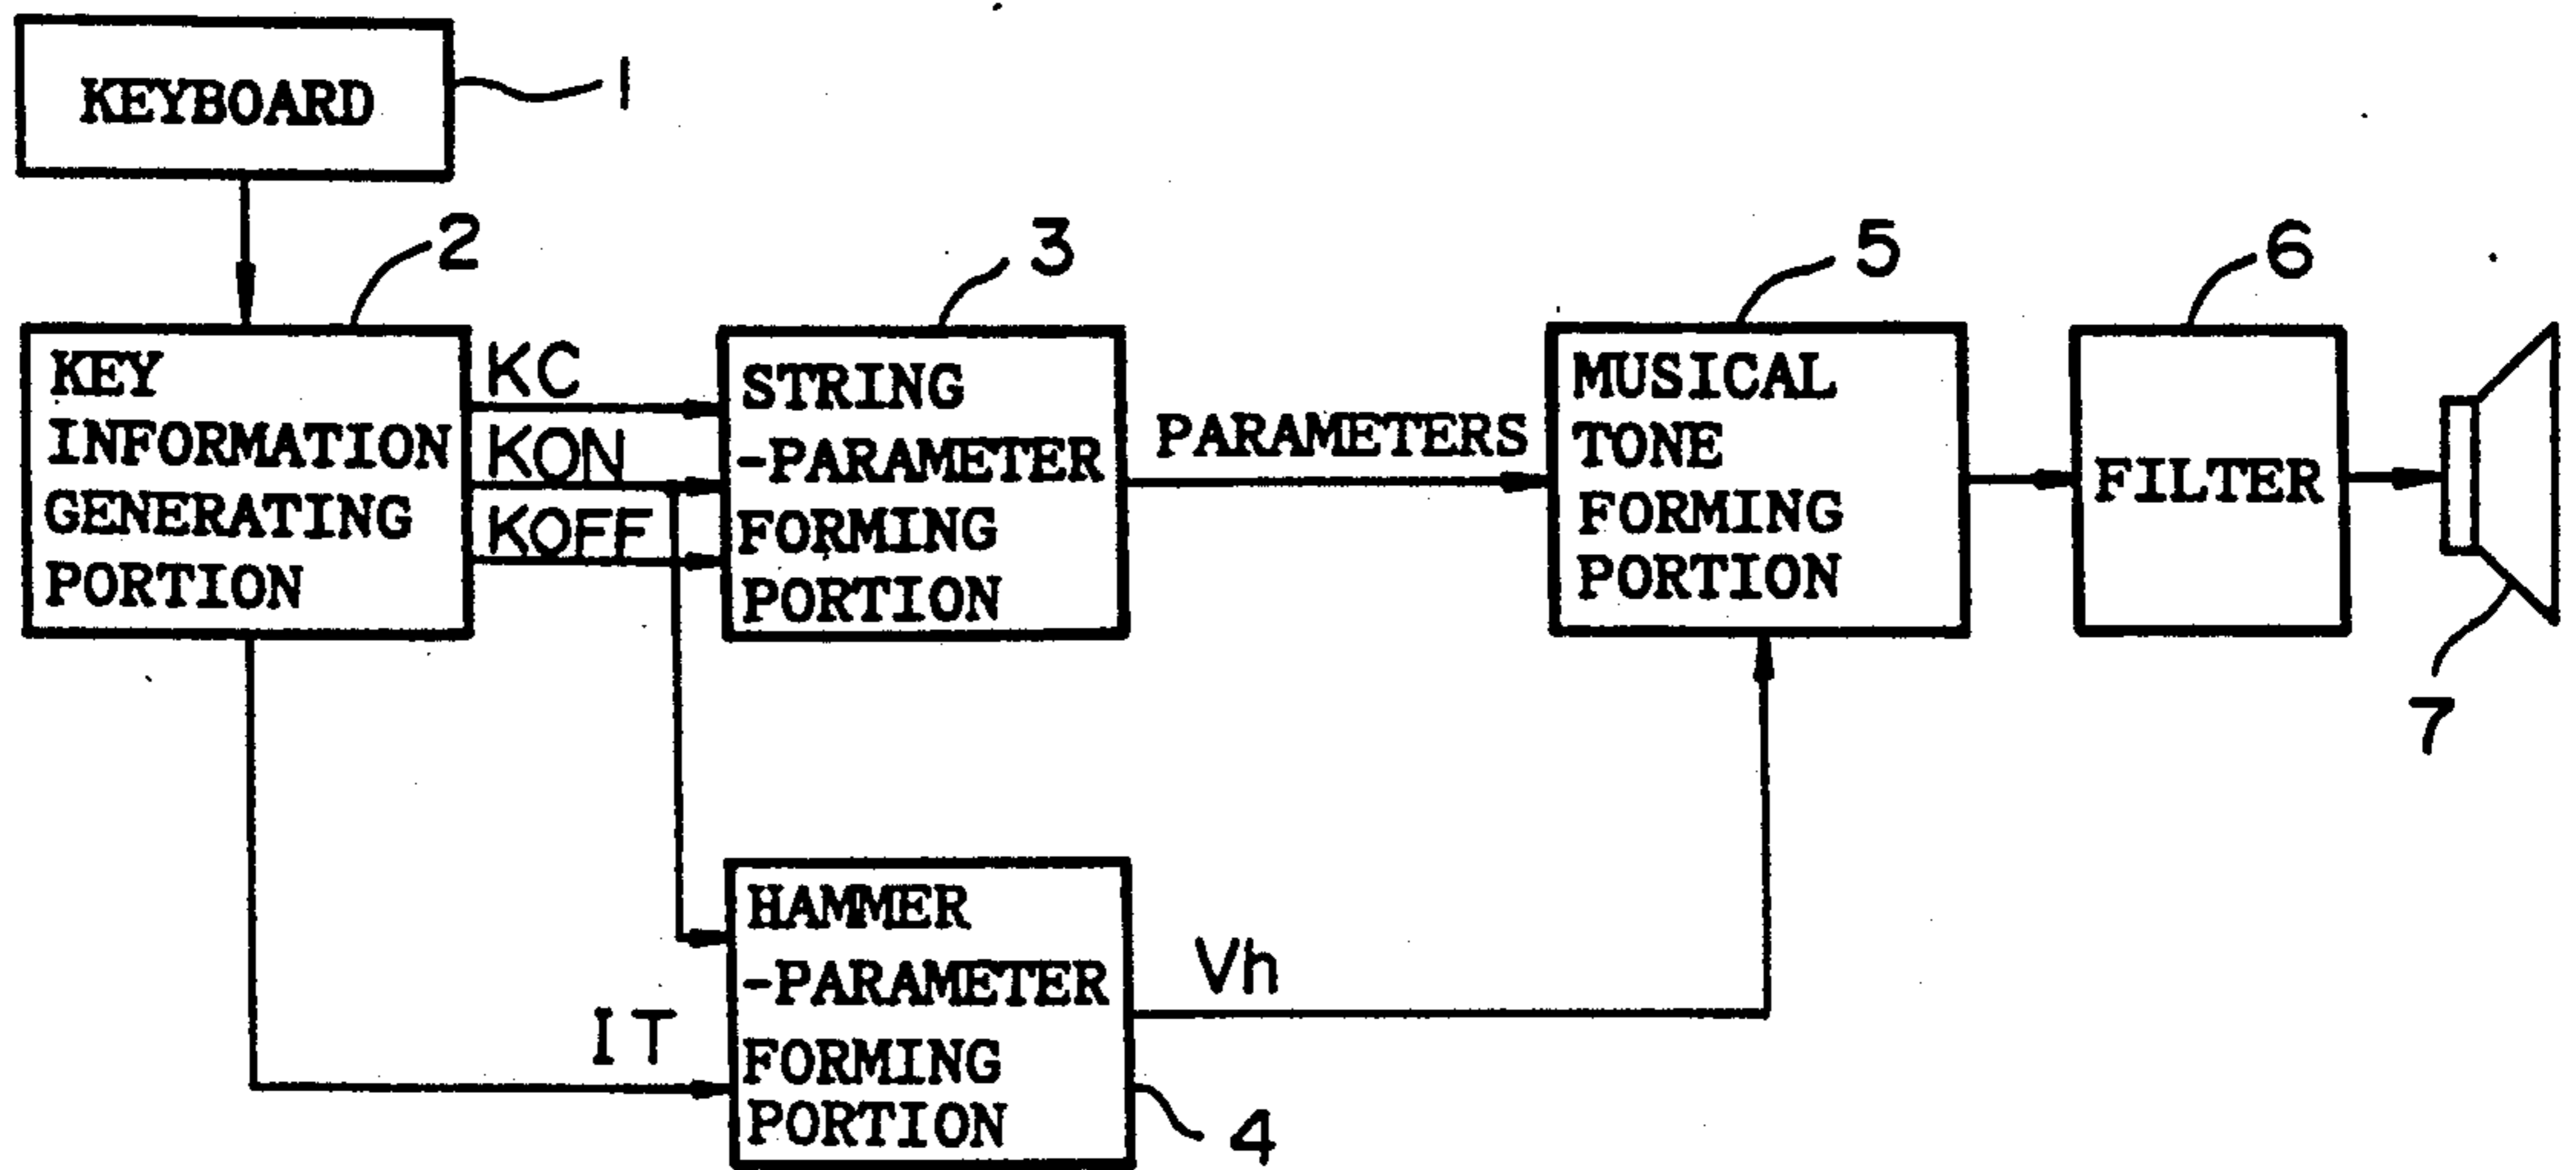 KEYBOARD
1
2
3
5
6
KEY
INFORMATION
GENERATING
PORTION
KC
KON
KOFF
STRING
-PARAMETER
FORMING
PORTION
PARAMETERS
MUSICAL
TONE
FORMING
PORTION
FILTER
7
HAMMER
-PARAMETER
FORMING
PORTION
IT
Vh
4